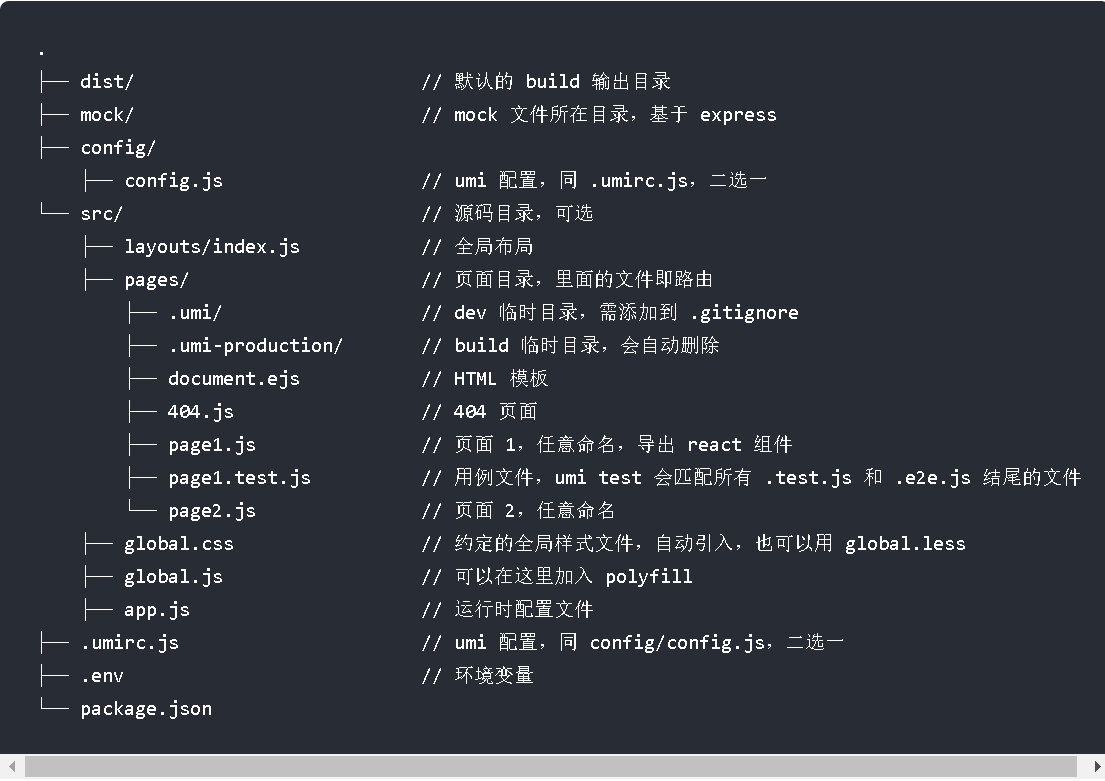 .
├── dist/                          // 默认的 build 输出目录
├── mock/                          // mock 文件所在目录，基于 express
├── config/
    ├── config.js                  // umi 配置，同 .umirc.js，二选一
└── src/                           // 源码目录，可选
    ├── layouts/index.js           // 全局布局
    ├── pages/                     // 页面目录，里面的文件即路由
        ├── .umi/                  // dev 临时目录，需添加到 .gitignore
        ├── .umi-production/       // build 临时目录，会自动删除
        ├── document.ejs           // HTML 模板
        ├── 404.js                 // 404 页面
        ├── page1.js               // 页面 1，任意命名，导出 react 组件
        ├── page1.test.js          // 用例文件，umi test 会匹配所有 .test.js 和 .e2e.js 结尾的文件
        └── page2.js               // 页面 2，任意命名
    ├── global.css                 // 约定的全局样式文件，自动引入，也可以用 global.less
    ├── global.js                  // 可以在这里加入 polyfill
    ├── app.js                     // 运行时配置文件
├── .umirc.js                      // umi 配置，同 config/config.js，二选一
├── .env                           // 环境变量
└── package.json